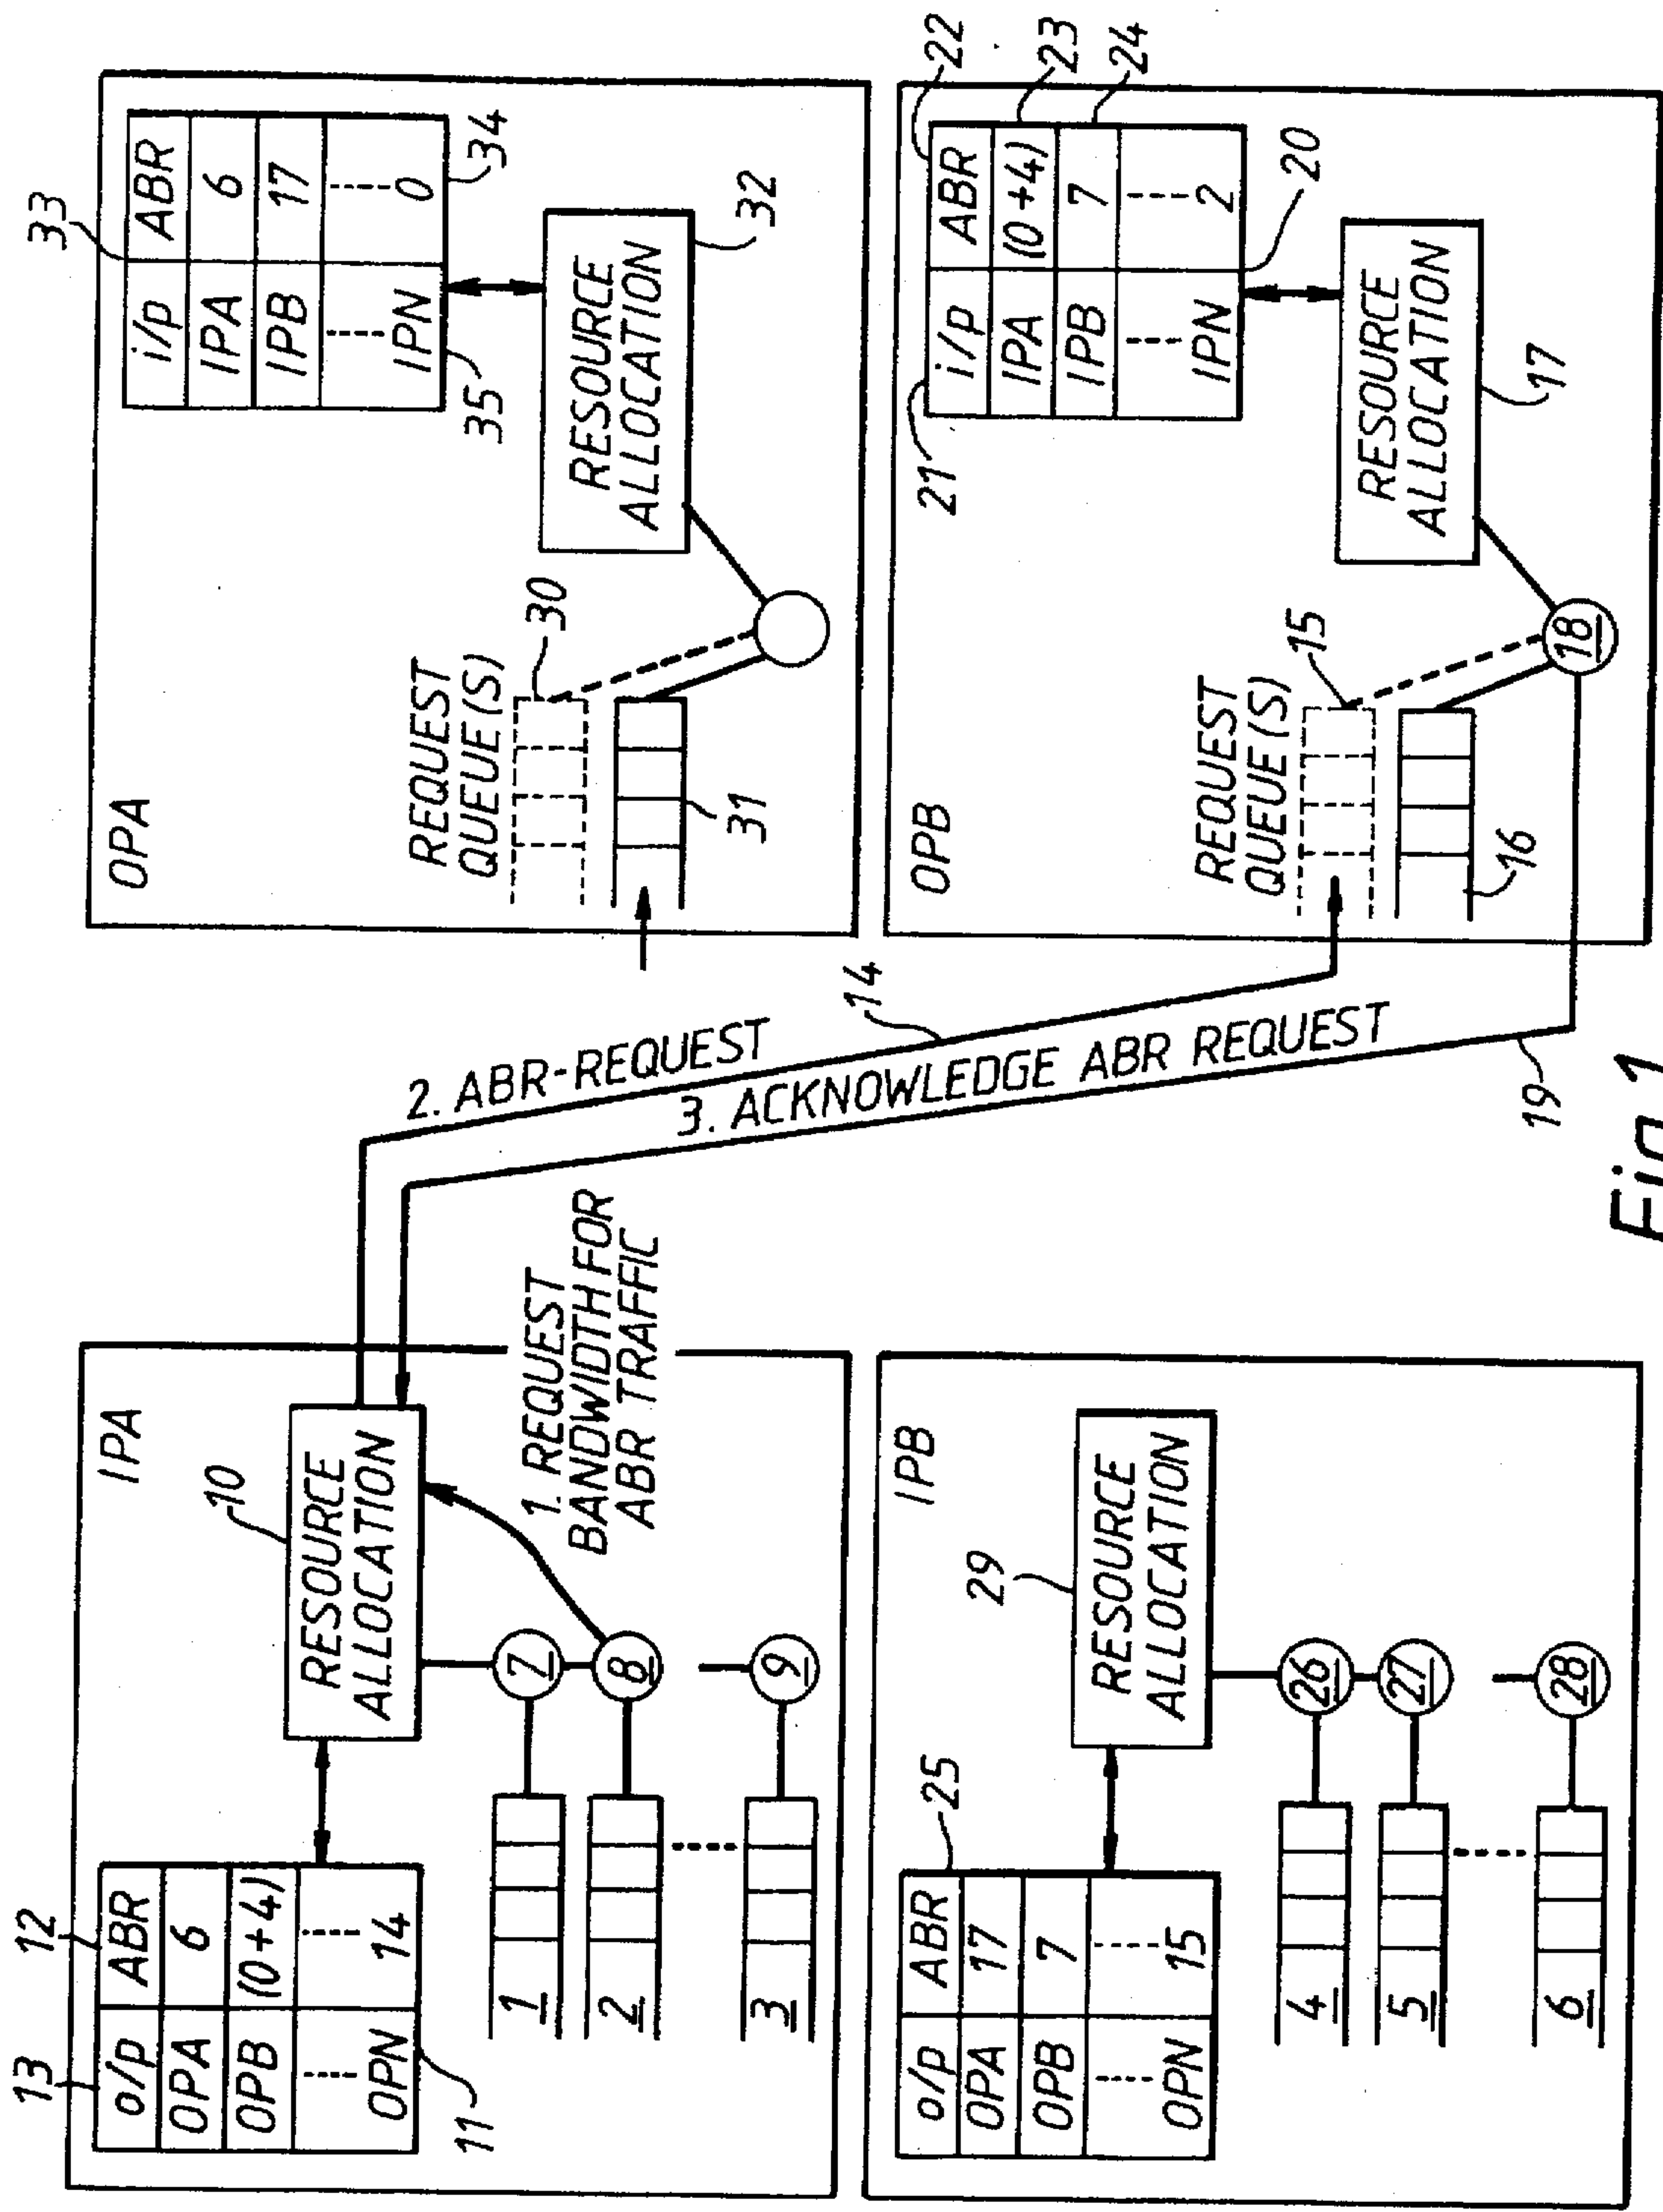 IPA
13
12
o/p ABR
OPA 6
OPB (0+4)
OPN 14
11
10
RESOURCE
ALLOCATION
1
2
3
7
8
9
1. REQUEST
BANDWIDTH FOR
ABR TRAFFIC
2. ABR-REQUEST
14
3. ACKNOWLEDGE ABR REQUEST
19
OPA
REQUEST
QUEUE(S)
30
31
33
i/p ABR
IPA 6
IPB 17
IPN 0
35
34
RESOURCE
ALLOCATION
32
IPB
25
o/p ABR
OPA 17
OPB 7
OPN 15
29
RESOURCE
ALLOCATION
4
5
6
26
27
28
OPB
REQUEST
QUEUE(S)
15
16
21
22
i/p ABR
IPA (0+4)
23
IPB 7
24
IPN 2
20
RESOURCE
ALLOCATION
17
18
Fig. 1